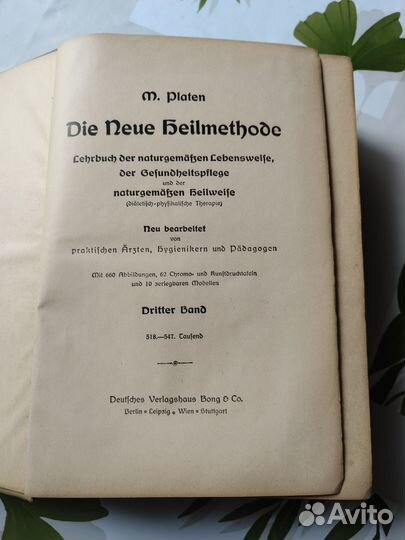 M. Platen
Die Neue Heilmethode
Lehrbuch der naturgemäßen Lebensweise,
der Gesundheitspflege
und der
naturgemäßen Heilweise
(diätetisch-physikalische Therapie)
Neu bearbeitet
von
praktischen Ärzten, Hygienikern und Pädagogen
Mit 660 Abbildungen, 62 Chromo- und Kunstdrucktafeln
und 10 zerlegbaren Modellen
Dritter Band
518.—547. Tausend
Deutsches Verlagshaus Bong & Co.
Berlin * Leipzig * Wien * Stuttgart
Avito